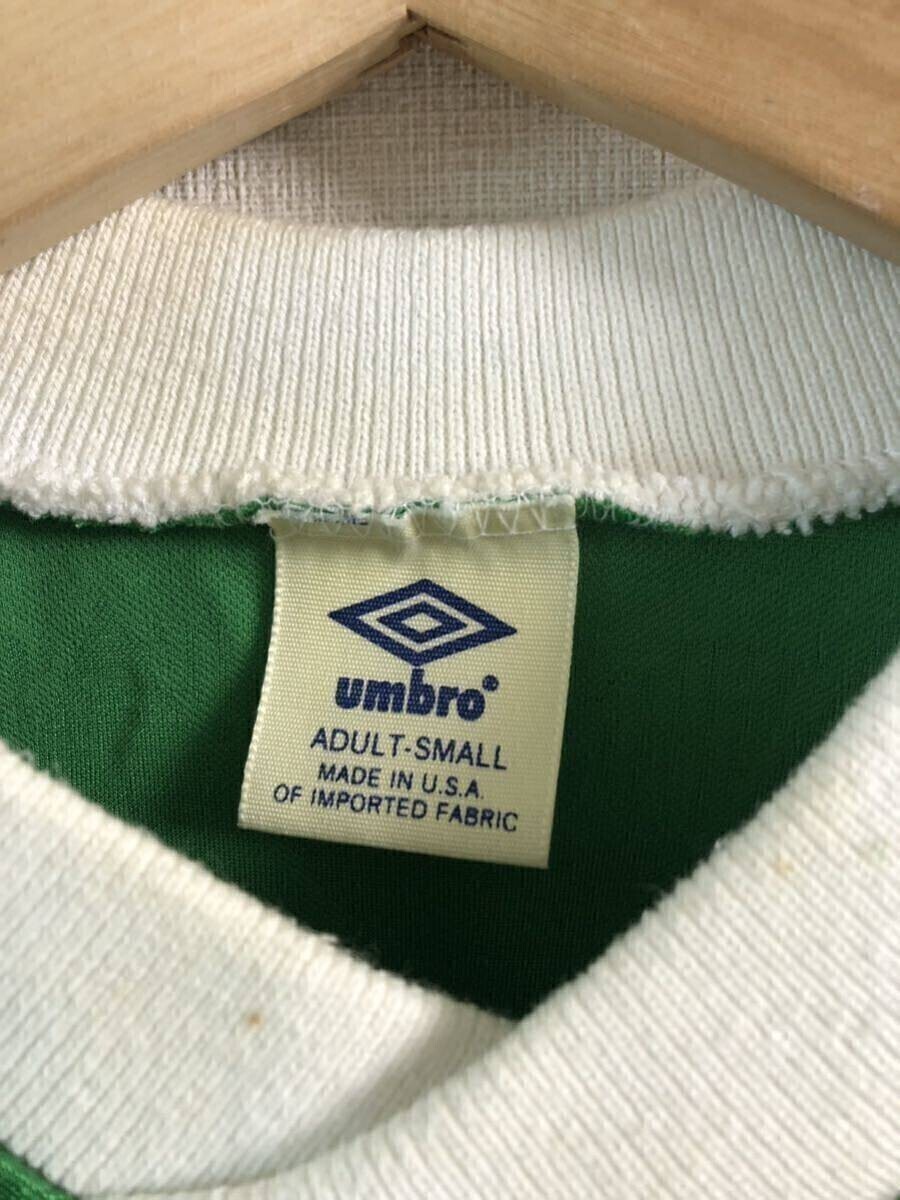 umbro®
ADULT-SMALL
MADE IN U.S.A.
OF IMPORTED FABRIC